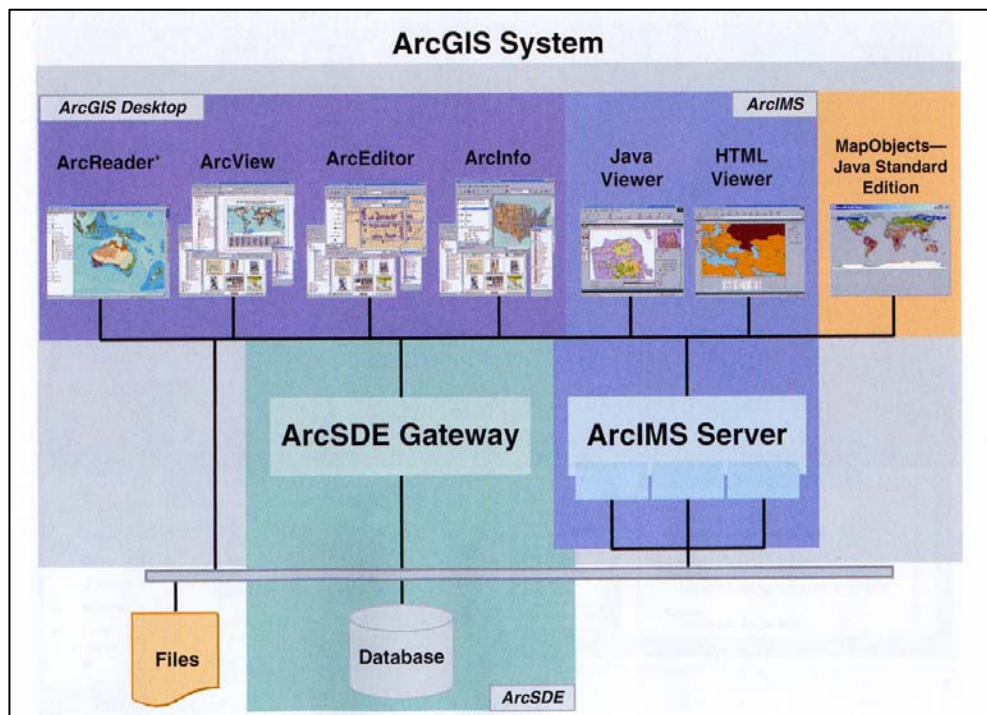 ArcGIS System
ArcGIS Desktop
ArcIMS
ArcReader*
ArcView
ArcEditor
ArcInfo
Java
Viewer
HTML
Viewer
MapObjects—
Java Standard
Edition
ArcSDE Gateway
ArcIMS Server
Files
Database
ArcSDE